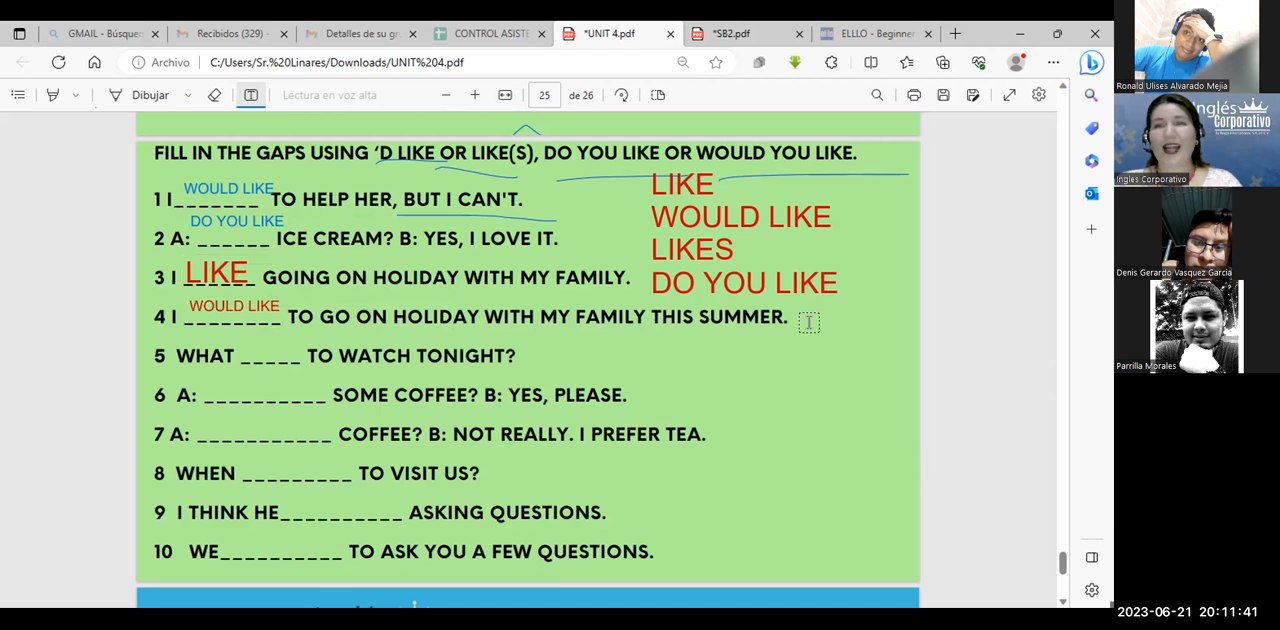 GMAIL - Búsqued
Recibidos (329) -
Detalles de su gr
CONTROL ASISTE
*UNIT 4.pdf
*SB2.pdf
ELLLO - Beginner
Archivo
C:/Users/Sr.%20Linares/Downloads/UNIT%204.pdf
Dibujar
Lectura en voz alta
25
de 26
FILL IN THE GAPS USING ‘D LIKE OR LIKE(S), DO YOU LIKE OR WOULD YOU LIKE.
LIKE
WOULD LIKE
1 I_______ TO HELP HER, BUT I CAN'T.
WOULD LIKE
DO YOU LIKE
2 A: ______ ICE CREAM? B: YES, I LOVE IT.
LIKES
3 I LIKE GOING ON HOLIDAY WITH MY FAMILY.
DO YOU LIKE
WOULD LIKE
4 I ________ TO GO ON HOLIDAY WITH MY FAMILY THIS SUMMER.
5 WHAT _____ TO WATCH TONIGHT?
6 A: __________ SOME COFFEE? B: YES, PLEASE.
7 A: ___________ COFFEE? B: NOT REALLY. I PREFER TEA.
8 WHEN _________ TO VISIT US?
9 I THINK HE__________ ASKING QUESTIONS.
10 WE__________ TO ASK YOU A FEW QUESTIONS.
Ronald Ulises Alvarado Mejia
Inglés
Corporativo
Ingles Corporativo
Denis Gerardo Vasquez Garcia
Parrilla Morales
2023-06-21 20:11:41